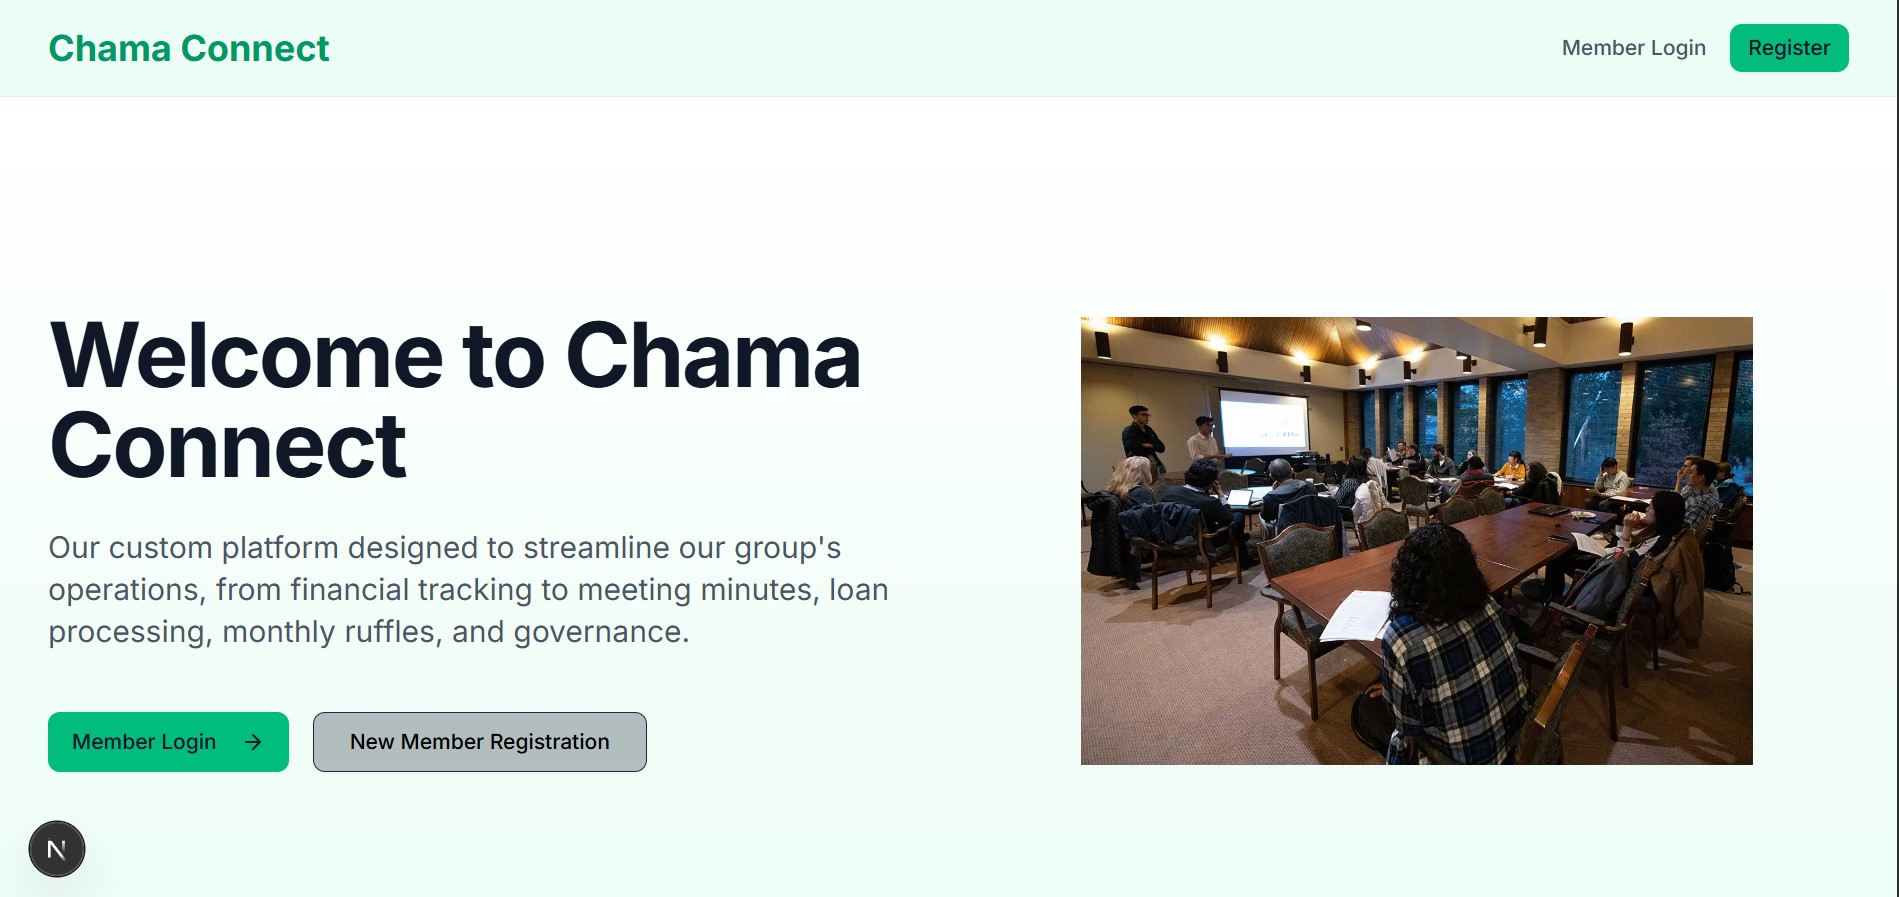 Chama Connect
Member Login
Register
Welcome to Chama
Connect
Our custom platform designed to streamline our group's
operations, from financial tracking to meeting minutes, loan
processing, monthly ruffles, and governance.
Member Login →
New Member Registration
N